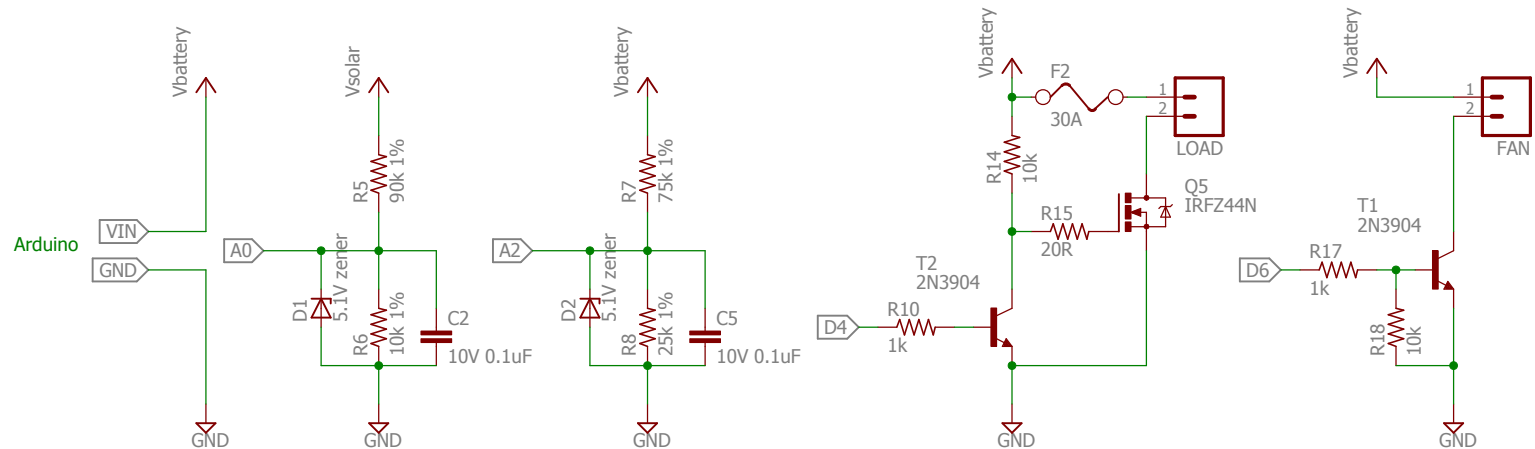 Arduino
VIN
GND
Vbattery
GND
Vsolar
R5
90k 1%
A0
D1
5.1V zener
R6
10k 1%
C2
10V 0.1uF
GND
Vbattery
R7
75k 1%
A2
D2
5.1V zener
R8
25k 1%
C5
10V 0.1uF
GND
Vbattery
F2
30A
1
2
LOAD
R14
10k
R15
20R
Q5
IRFZ44N
T2
2N3904
D4
R10
1k
GND
Vbattery
1
2
FAN
T1
2N3904
D6
R17
1k
R18
10k
GND